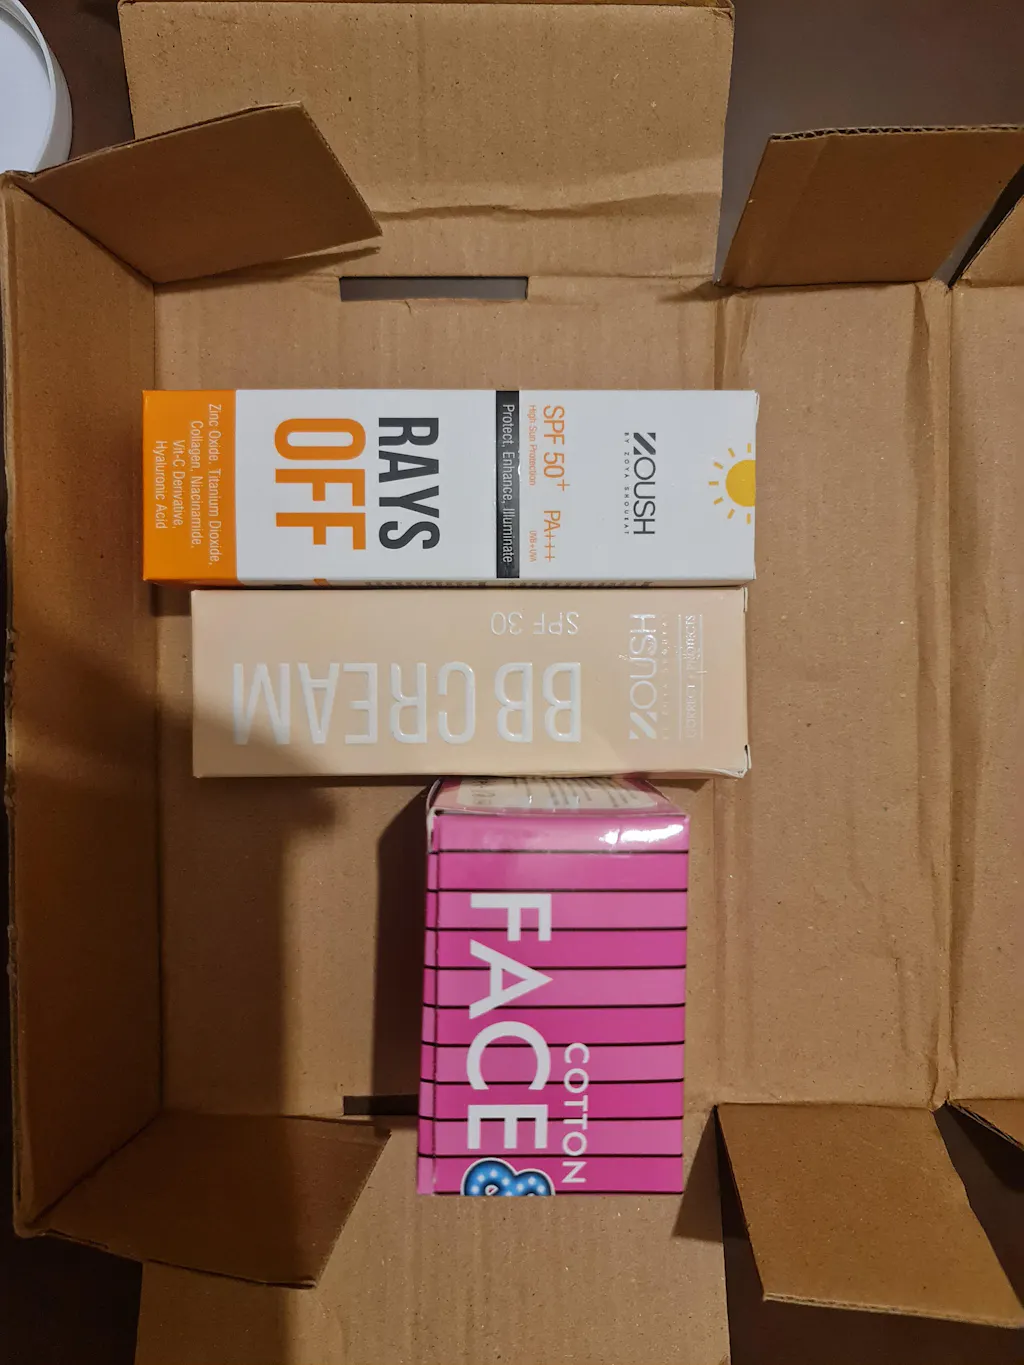 ZOUSH
BY ZOYA SHOUKAT
SPF 50+ PA+++
High Sun Protection UVB+UVA
Protect, Enhance, Illuminate
RAYS
OFF
Zinc Oxide, Titanium Dioxide,
Collagen, Niacinamide,
Vit-C Derivative,
Hyaluronic Acid
ZOUSH
BB CREAM
SPF 30
COTTON
FACE